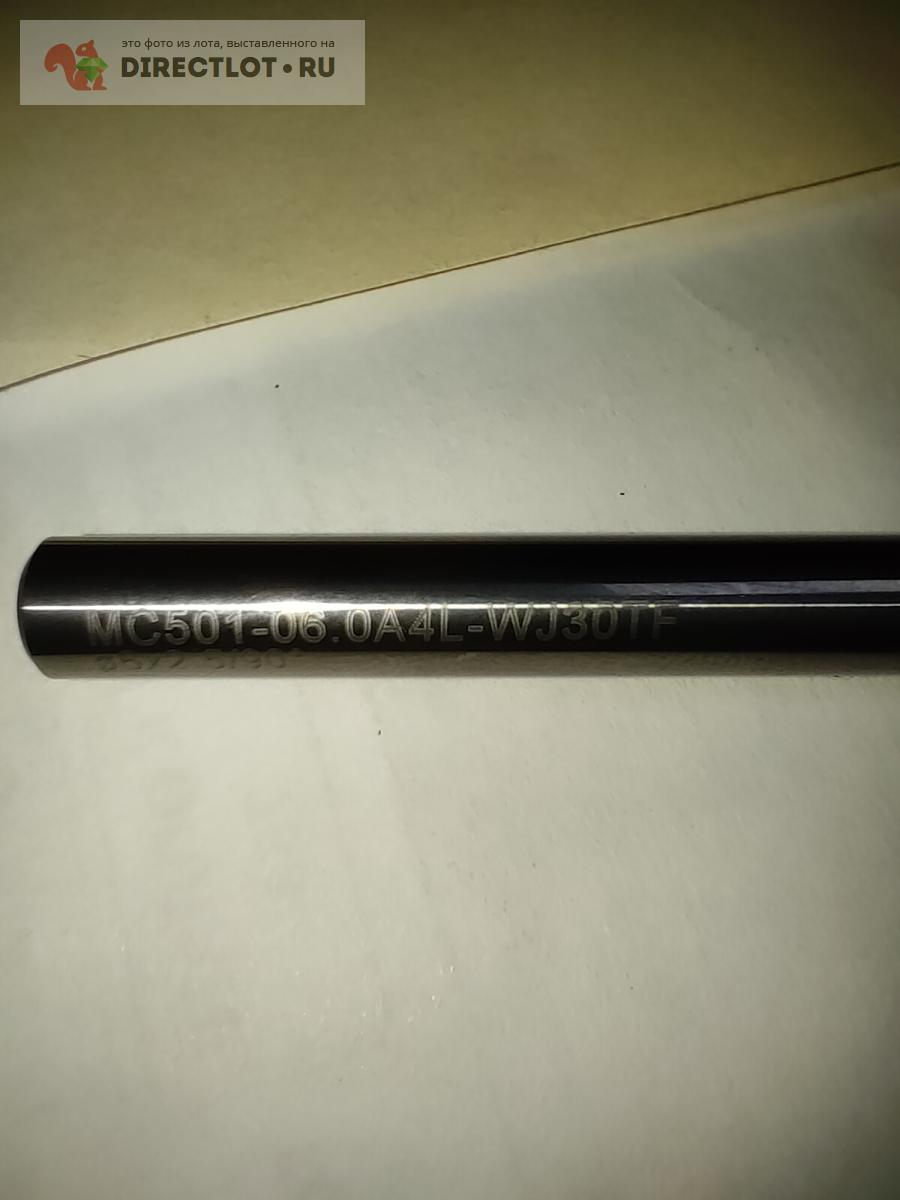 это фото из лота, выставленного на
DIRECTLOT•RU
MC501-06.0A4L-WJ30TF